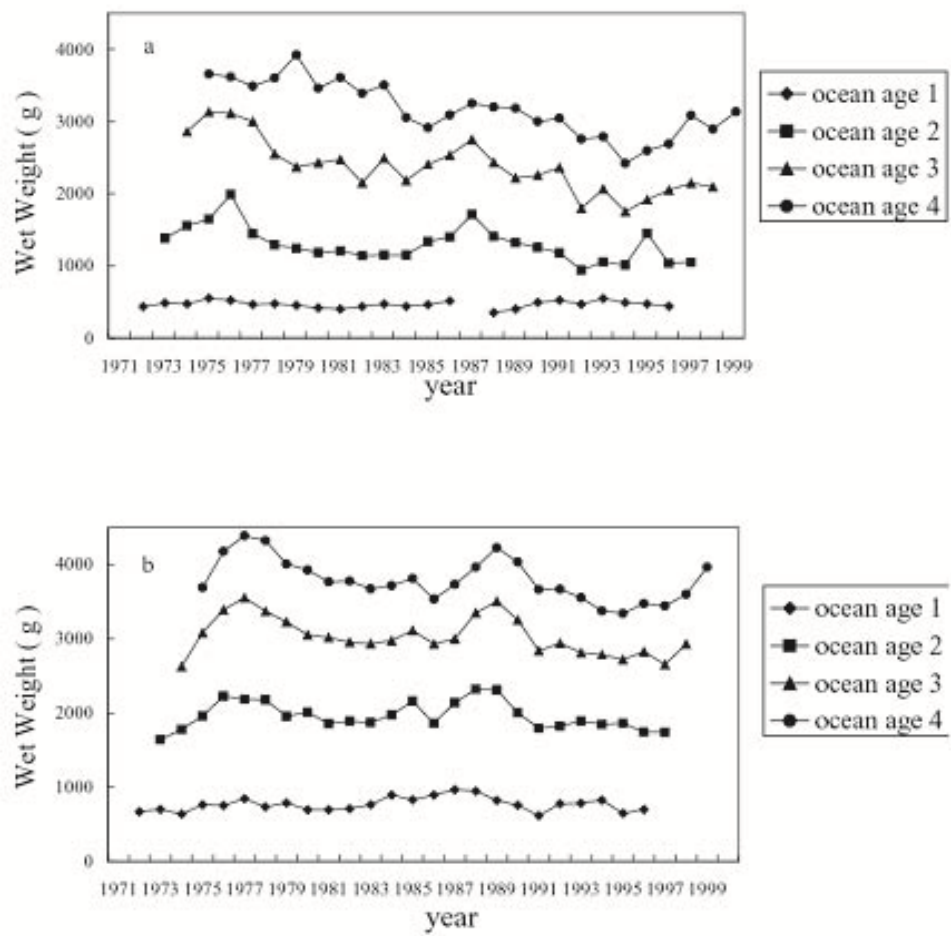 a
4000
3000
2000
1000
0
Wet Weight ( g )
1971 1973 1975 1977 1979 1981 1983 1985 1987 1989 1991 1993 1995 1997 1999
year
ocean age 1
ocean age 2
ocean age 3
ocean age 4
b
4000
3000
2000
1000
0
Wet Weight ( g )
1971 1973 1975 1977 1979 1981 1983 1985 1987 1989 1991 1993 1995 1997 1999
year
ocean age 1
ocean age 2
ocean age 3
ocean age 4